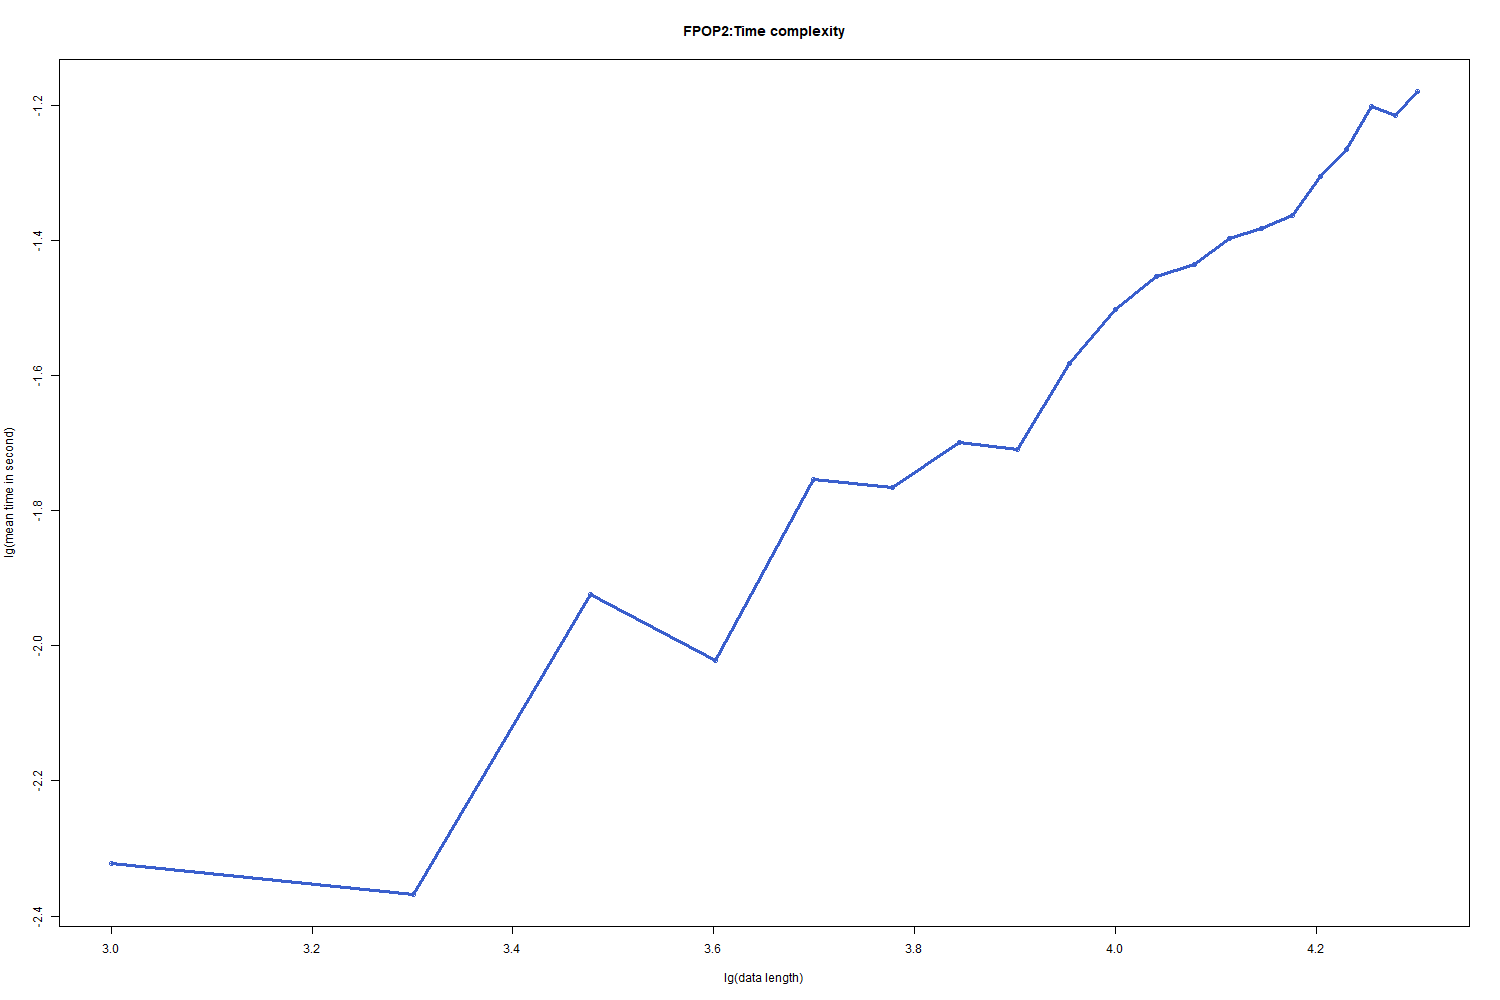 FPOP2:Time complexity
lg(mean time in second)
-1.2
-1.4
-1.6
-1.8
-2.0
-2.2
-2.4
3.0 3.2 3.4 3.6 3.8 4.0 4.2
lg(data length)